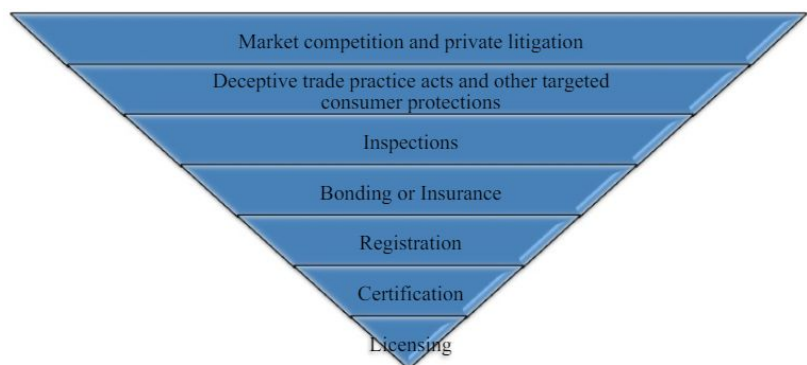 Market competition and private litigation
Deceptive trade practice acts and other targeted
consumer protections
Inspections
Bonding or Insurance
Registration
Certification
Licensing